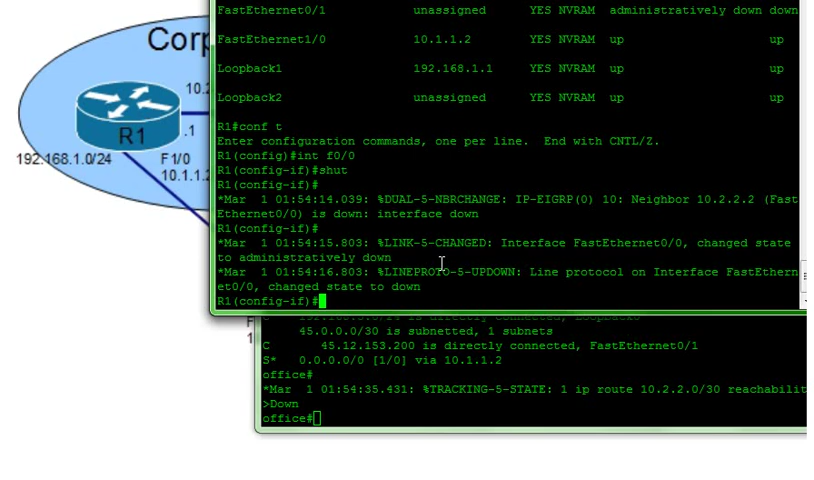 FastEthernet0/1 unassigned YES NVRAM administratively down down
FastEthernet1/0 10.1.1.2 YES NVRAM up up
Loopback1 192.168.1.1 YES NVRAM up up
Loopback2 unassigned YES NVRAM up up
R1#conf t
Enter configuration commands, one per line. End with CNTL/Z.
R1(config)#int f0/0
R1(config-if)#shut
R1(config-if)#
*Mar 1 01:54:14.039: %DUAL-5-NBRCHANGE: IP-EIGRP(0) 10: Neighbor 10.2.2.2 (Fast
Ethernet0/0) is down: interface down
R1(config-if)#
*Mar 1 01:54:15.803: %LINK-5-CHANGED: Interface FastEthernet0/0, changed state
to administratively down
*Mar 1 01:54:16.803: %LINEPROTO-5-UPDOWN: Line protocol on Interface FastEthern
et0/0, changed state to down
R1(config-if)#
Corp
10.2
R1
.1
192.168.1.0/24
F1/0
10.1.1.2
45.0.0.0/30 is subnetted, 1 subnets
C 45.12.153.200 is directly connected, FastEthernet0/1
S* 0.0.0.0/0 [1/0] via 10.1.1.2
office#
*Mar 1 01:54:35.431: %TRACKING-5-STATE: 1 ip route 10.2.2.0/30 reachabilit
>Down
office#